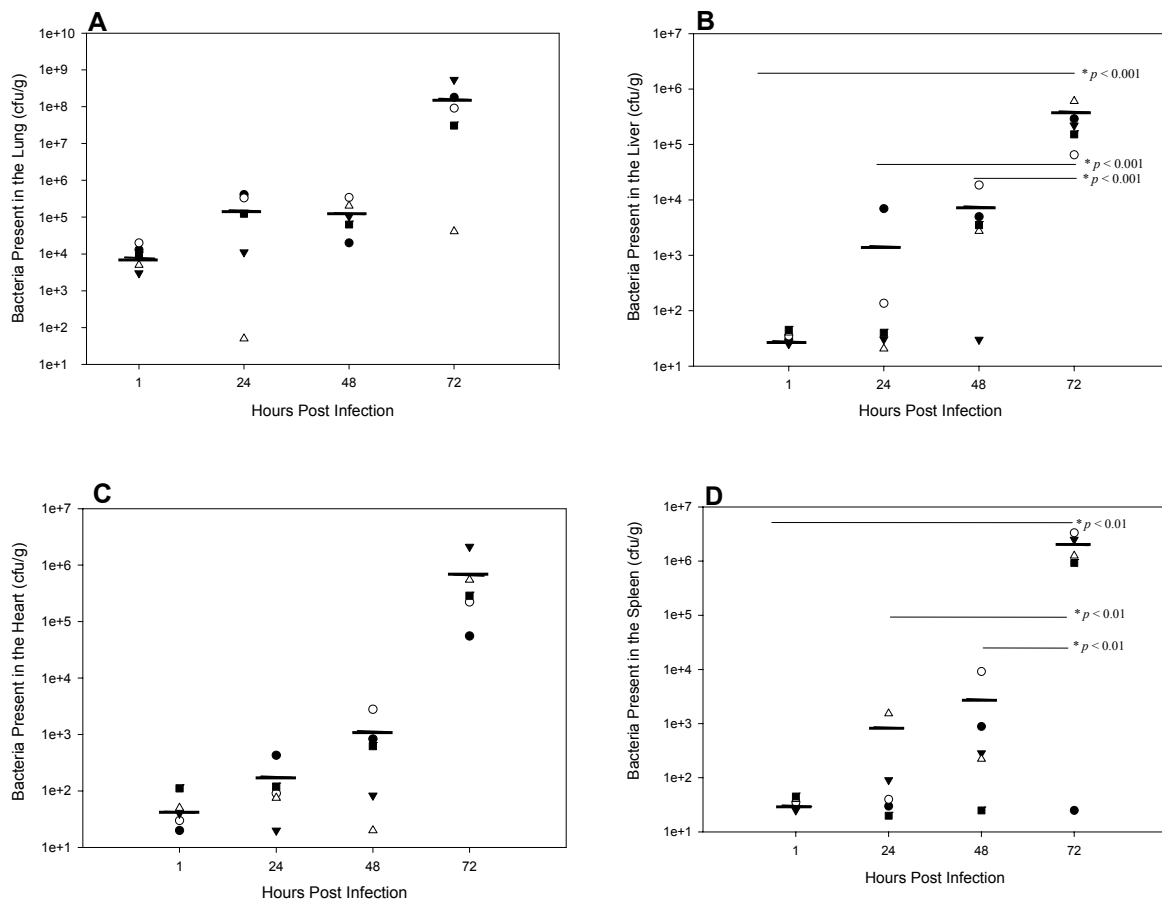 A
Bacteria Present in the Lung (cfu/g)
1e+10
1e+9
1e+8
1e+7
1e+6
1e+5
1e+4
1e+3
1e+2
1e+1
1 24 48 72
Hours Post Infection
B
Bacteria Present in the Liver (cfu/g)
1e+7
1e+6
1e+5
1e+4
1e+3
1e+2
1e+1
* p < 0.001
* p < 0.001
* p < 0.001
1 24 48 72
Hours Post Infection
C
Bacteria Present in the Heart (cfu/g)
1e+7
1e+6
1e+5
1e+4
1e+3
1e+2
1e+1
1 24 48 72
Hours Post Infection
D
Bacteria Present in the Spleen (cfu/g)
1e+7
1e+6
1e+5
1e+4
1e+3
1e+2
1e+1
* p < 0.01
* p < 0.01
* p < 0.01
1 24 48 72
Hours Post Infection